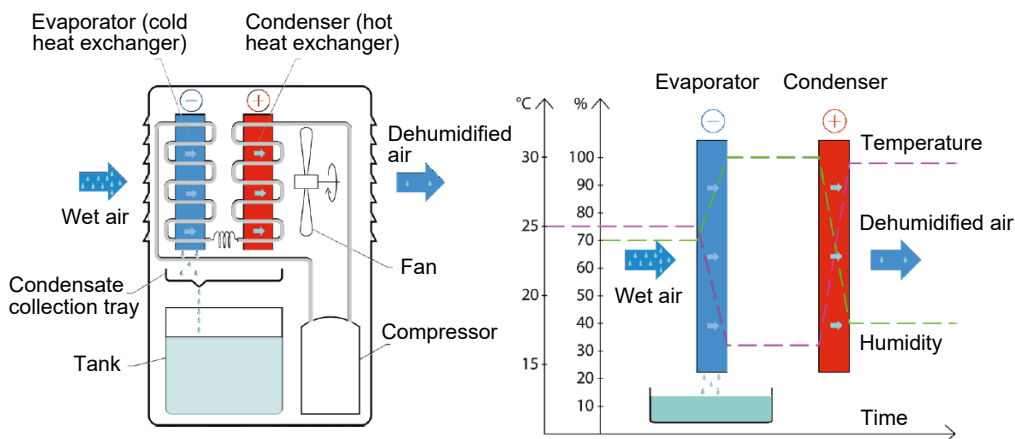 Evaporator (cold
heat exchanger)
Condenser (hot
heat exchanger)
−
+
Wet air
Dehumidified
air
Fan
Condensate
collection tray
Tank
Compressor
Evaporator
Condenser
°C
%
−
+
30
25
20
15
100
90
80
70
60
50
40
30
20
10
Temperature
Dehumidified air
Wet air
Humidity
Time